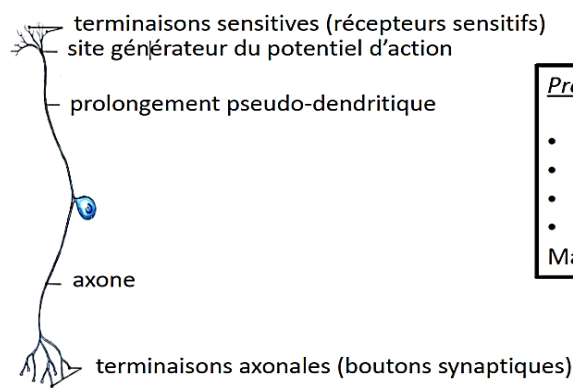 terminaisons sensitives (récepteurs sensitifs)
site générateur du potentiel d’action
prolongement pseudo-dendritique
axone
terminaisons axonales (boutons synaptiques)
•
•
•
•